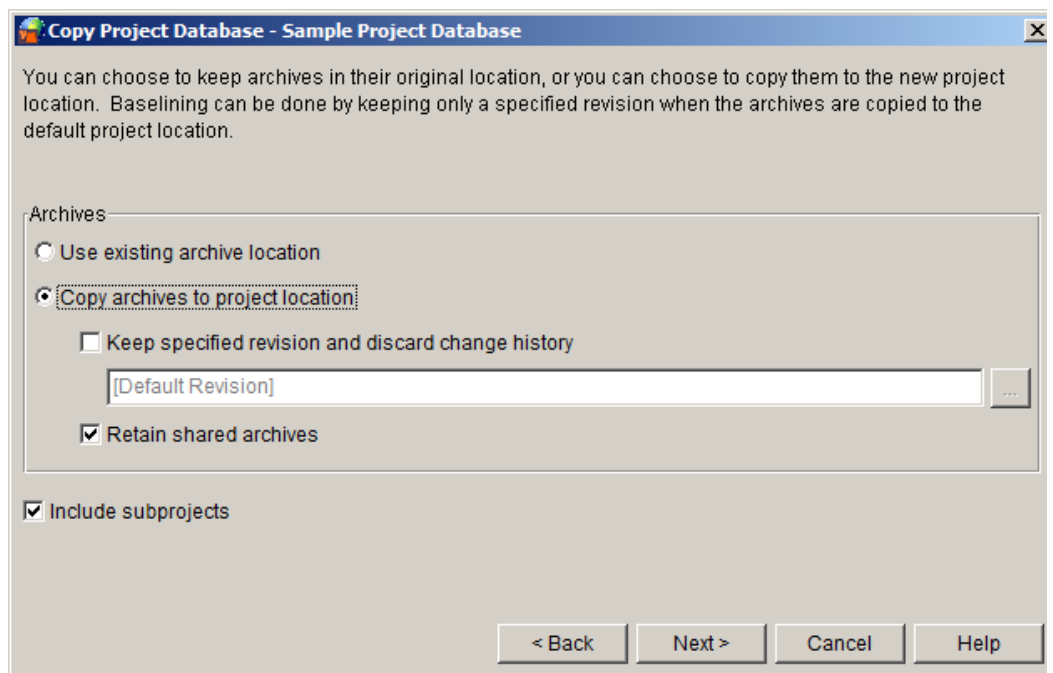 Copy Project Database - Sample Project Database
You can choose to keep archives in their original location, or you can choose to copy them to the new project
location. Baselining can be done by keeping only a specified revision when the archives are copied to the
default project location.
Archives
Use existing archive location
Copy archives to project location
Keep specified revision and discard change history
[Default Revision]
...
Retain shared archives
Include subprojects
< Back
Next >
Cancel
Help